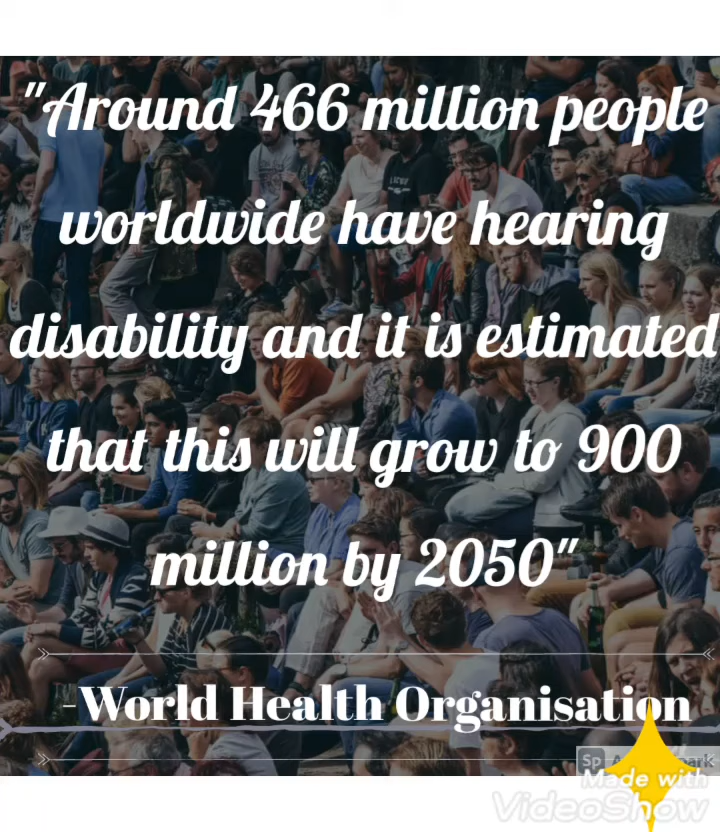 "Around 466 million people
worldwide have hearing
disability and it is estimated
that this will grow to 900
million by 2050"
-World Health Organisation
Sp
Made with
VideoShow